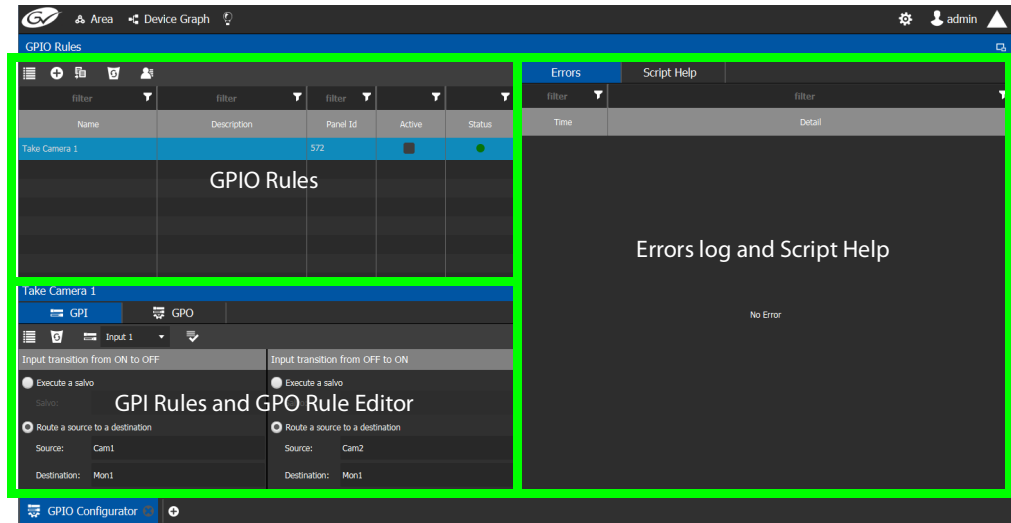 GV Area Device Graph admin
GPIO Rules
filter filter filter
Name Description Panel Id Active Status
Take Camera 1 572
GPIO Rules
Take Camera 1
GPI GPO
Input 1
Input transition from ON to OFF Input transition from OFF to ON
Execute a salvo Execute a salvo
Salvo:
GPI Rules and GPO Rule Editor
Route a source to a destination Route a source to a destination
Source: Cam1 Source: Cam2
Destination: Mon1 Destination: Mon1
Errors Script Help
filter filter
Time Detail
Errors log and Script Help
No Error
GPIO Configurator